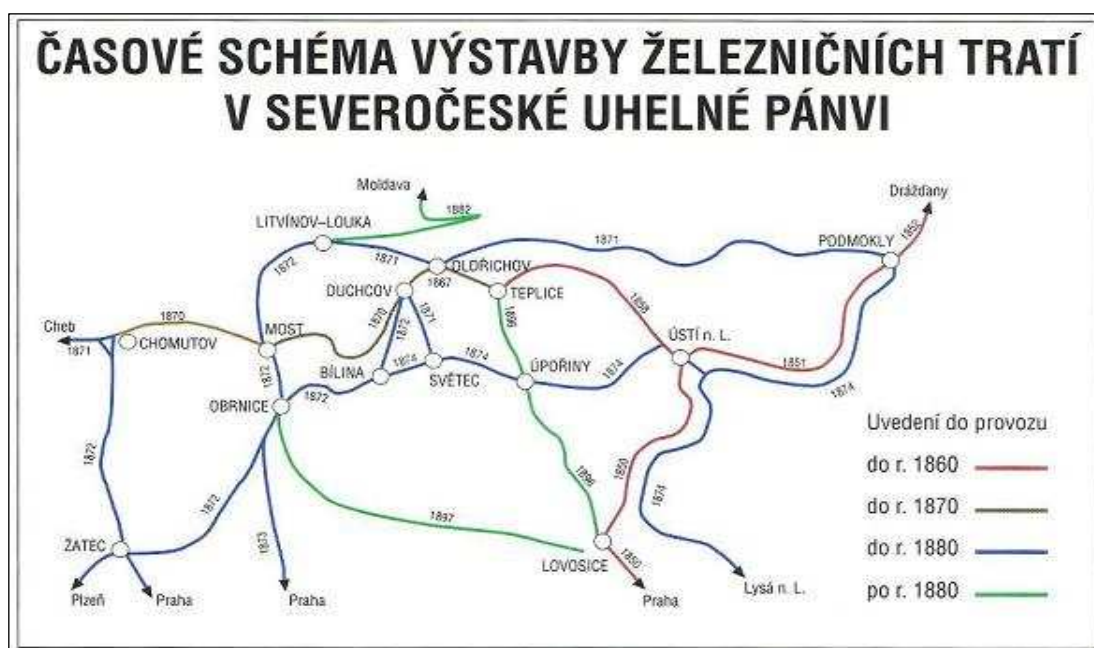 ČASOVÉ SCHÉMA VÝSTAVBY ŽELEZNIČNÍCH TRATÍ
V SEVEROČESKÉ UHELNÉ PÁNVI
Moldava
1882
Drážďany
1852
LITVÍNOV–LOUKA
PODMOKLY
1872
1871
OLDŘICHOV
1871
DUCHCOV
1867
TEPLICE
1858
Cheb
1871
CHOMUTOV
1870
MOST
1870
1872
1871
1896
ÚSTÍ n. L.
1851
1874
1872
BÍLINA
1874
SVĚTEC
1874
ÚPOŘINY
1874
OBRNICE
1872
Uvedení do provozu
do r. 1860
do r. 1870
do r. 1880
po r. 1880
1872
1872
1873
1897
1896
1850
1874
ŽATEC
LOVOSICE
1850
Plzeň
Praha
Praha
Praha
Lysá n. L.